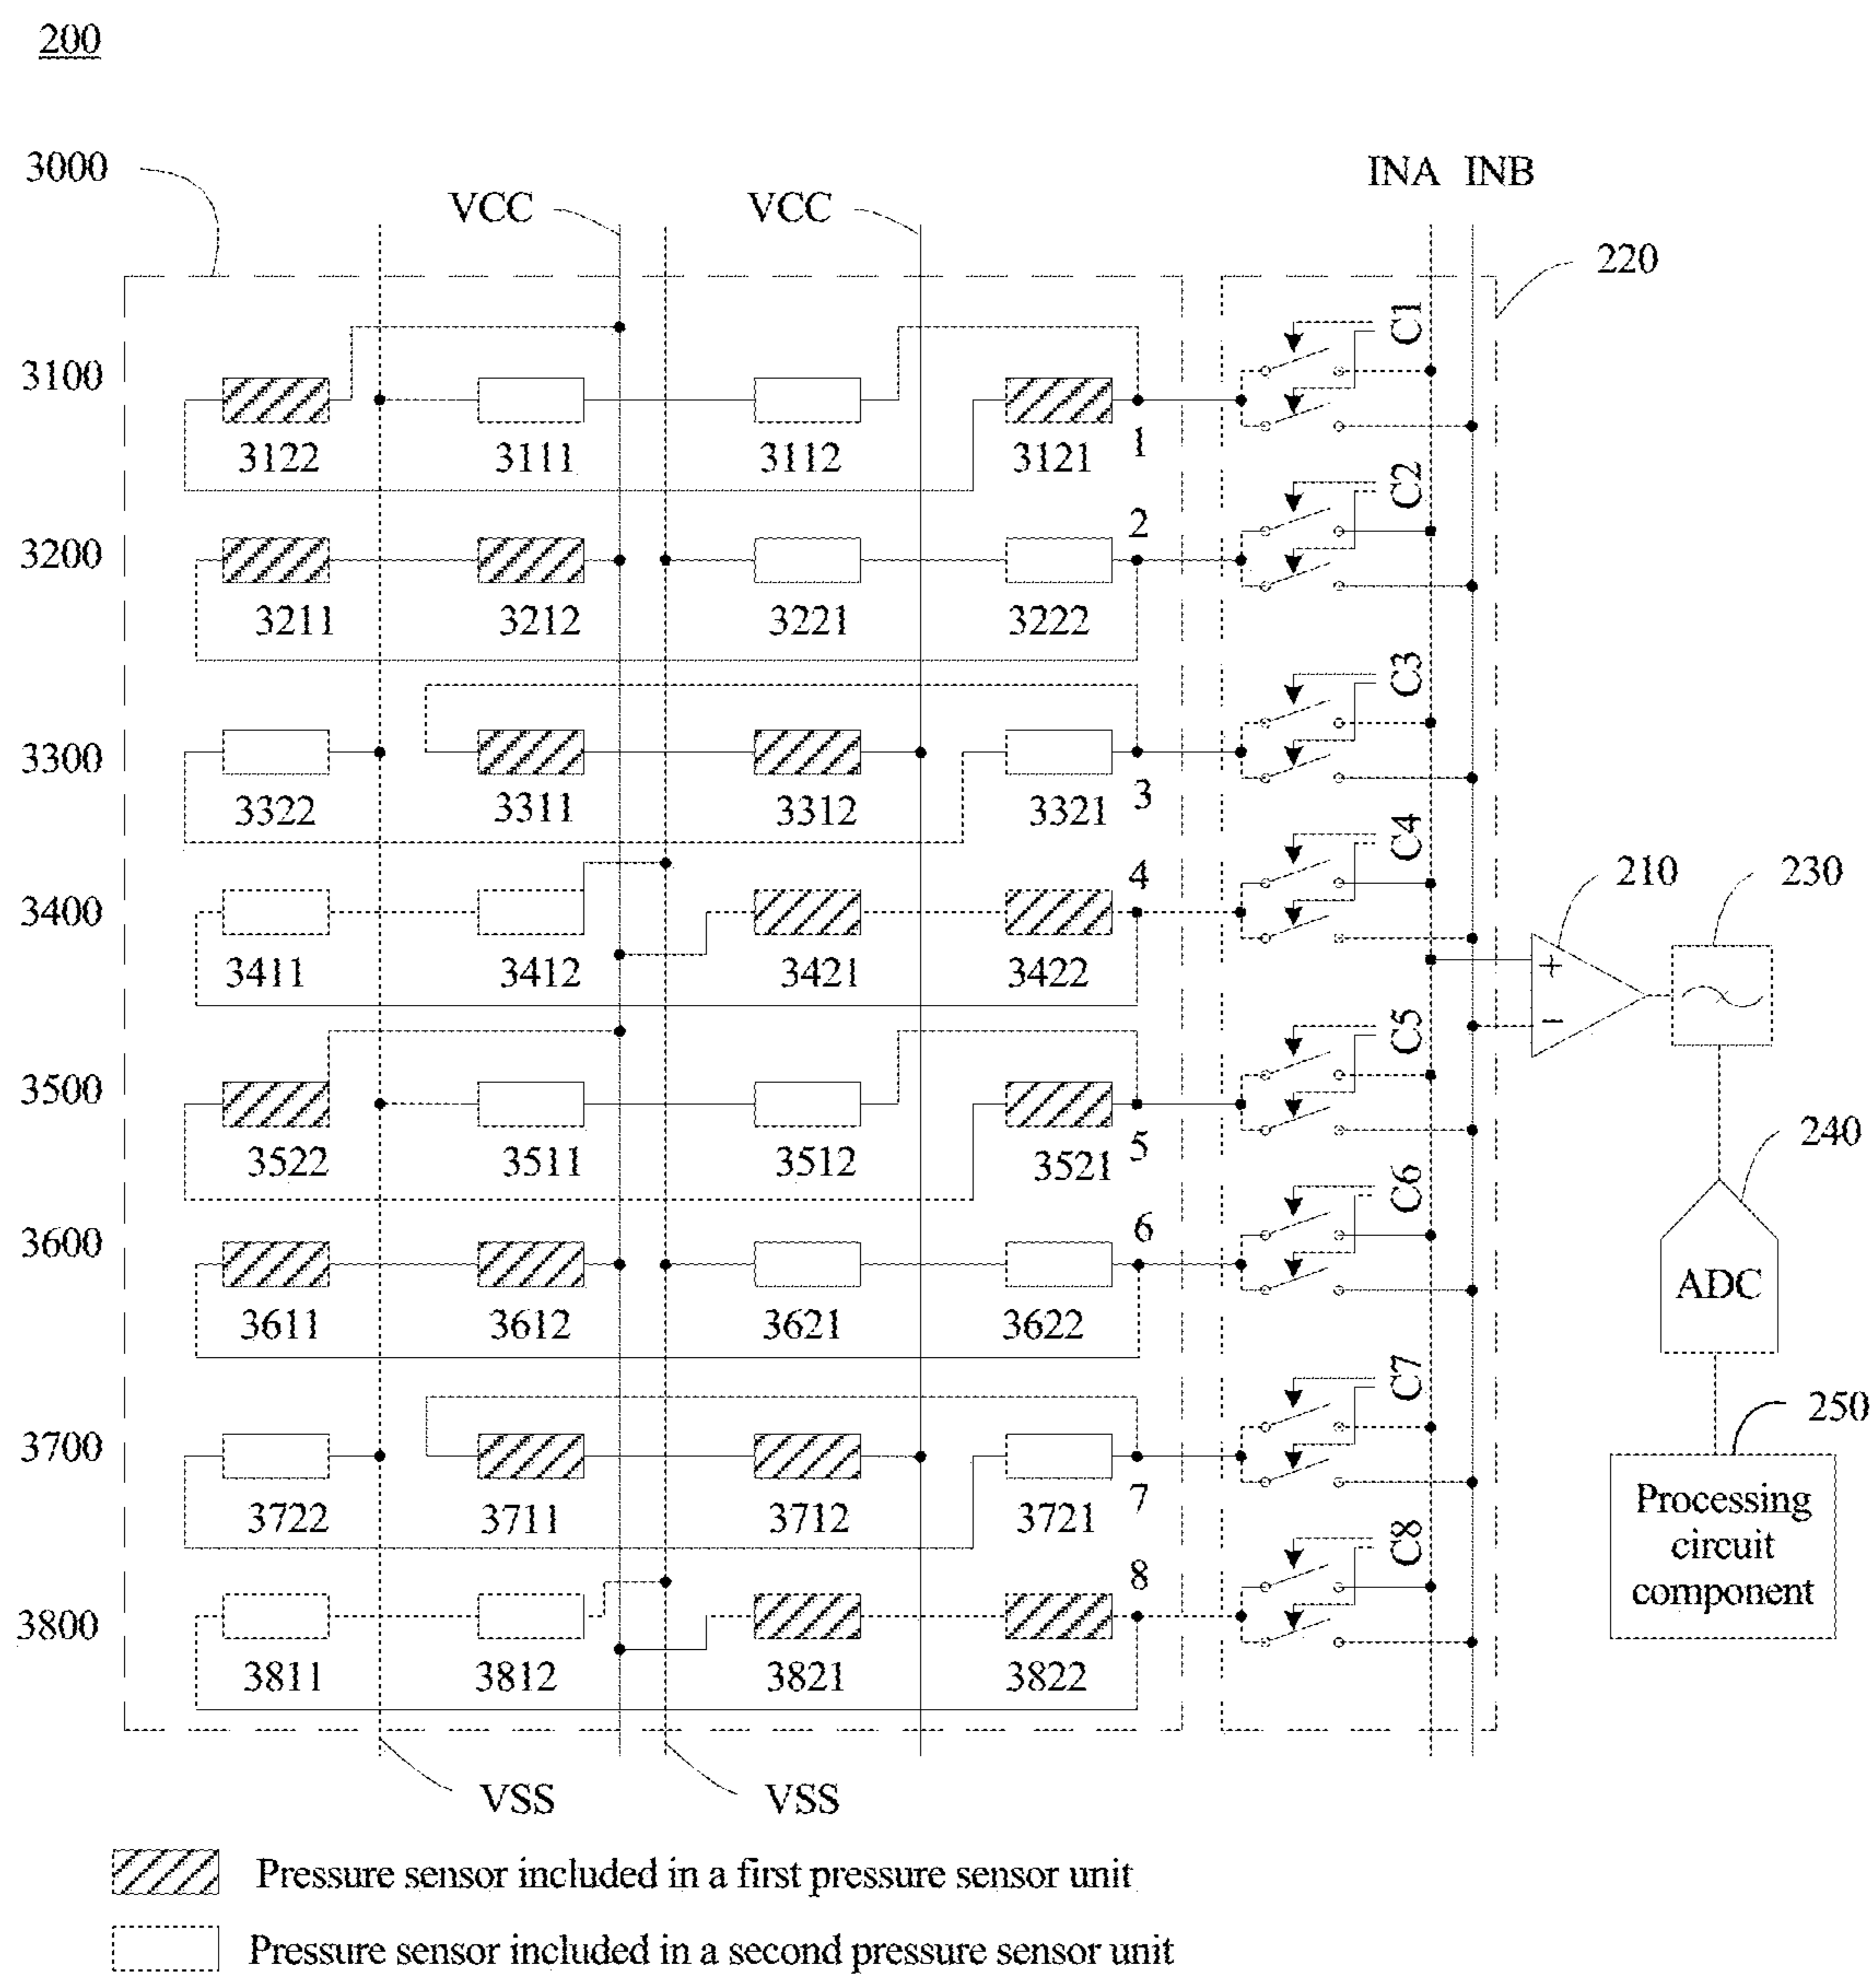 200
3000
VCC
VCC
INA
INB
220
C1
3100
3122
3111
3112
3121
1
C2
2
3200
3211
3212
3221
3222
C3
3300
3322
3311
3312
3321
3
C4
4
3400
3411
3412
3421
3422
210
230
+
−
C5
3500
3522
3511
3512
3521
5
240
C6
6
3600
3611
3612
3621
3622
ADC
C7
250
3700
3722
3711
3712
3721
7
Processing
circuit
component
C8
8
3800
3811
3812
3821
3822
VSS
VSS
Pressure sensor included in a first pressure sensor unit
Pressure sensor included in a second pressure sensor unit